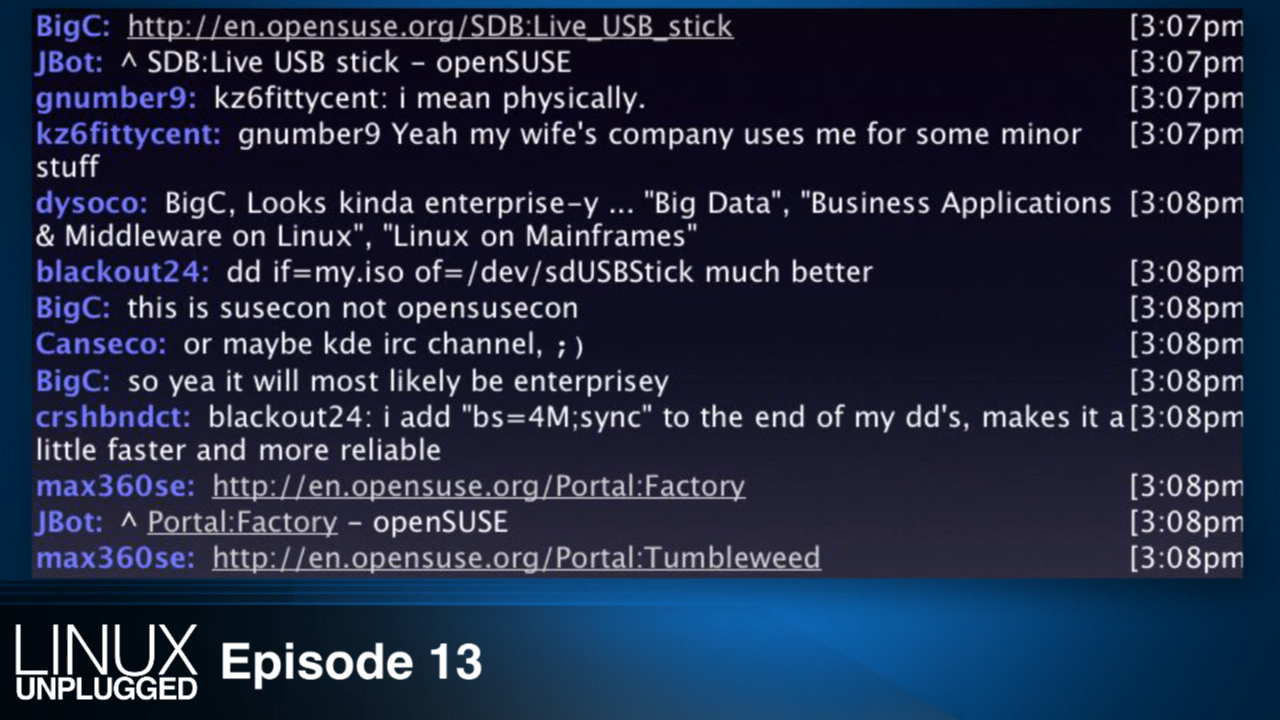 BigC: http://en.opensuse.org/SDB:Live_USB_stick [3:07pm
JBot: ^ SDB:Live USB stick - openSUSE [3:07pm
gnumber9: kz6fittycent: i mean physically. [3:07pm
kz6fittycent: gnumber9 Yeah my wife's company uses me for some minor [3:07pm
stuff
dysoco: BigC, Looks kinda enterprise-y ... "Big Data", "Business Applications [3:08pm
& Middleware on Linux", "Linux on Mainframes"
blackout24: dd if=my.iso of=/dev/sdUSBStick much better [3:08pm
BigC: this is susecon not opensusecon [3:08pm
Canseco: or maybe kde irc channel, ;) [3:08pm
BigC: so yea it will most likely be enterprisey [3:08pm
crshbndct: blackout24: i add "bs=4M;sync" to the end of my dd's, makes it a [3:08pm
little faster and more reliable
max360se: http://en.opensuse.org/Portal:Factory [3:08pm
JBot: ^ Portal:Factory - openSUSE [3:08pm
max360se: http://en.opensuse.org/Portal:Tumbleweed [3:08pm
LINUX
UNPLUGGED
Episode 13